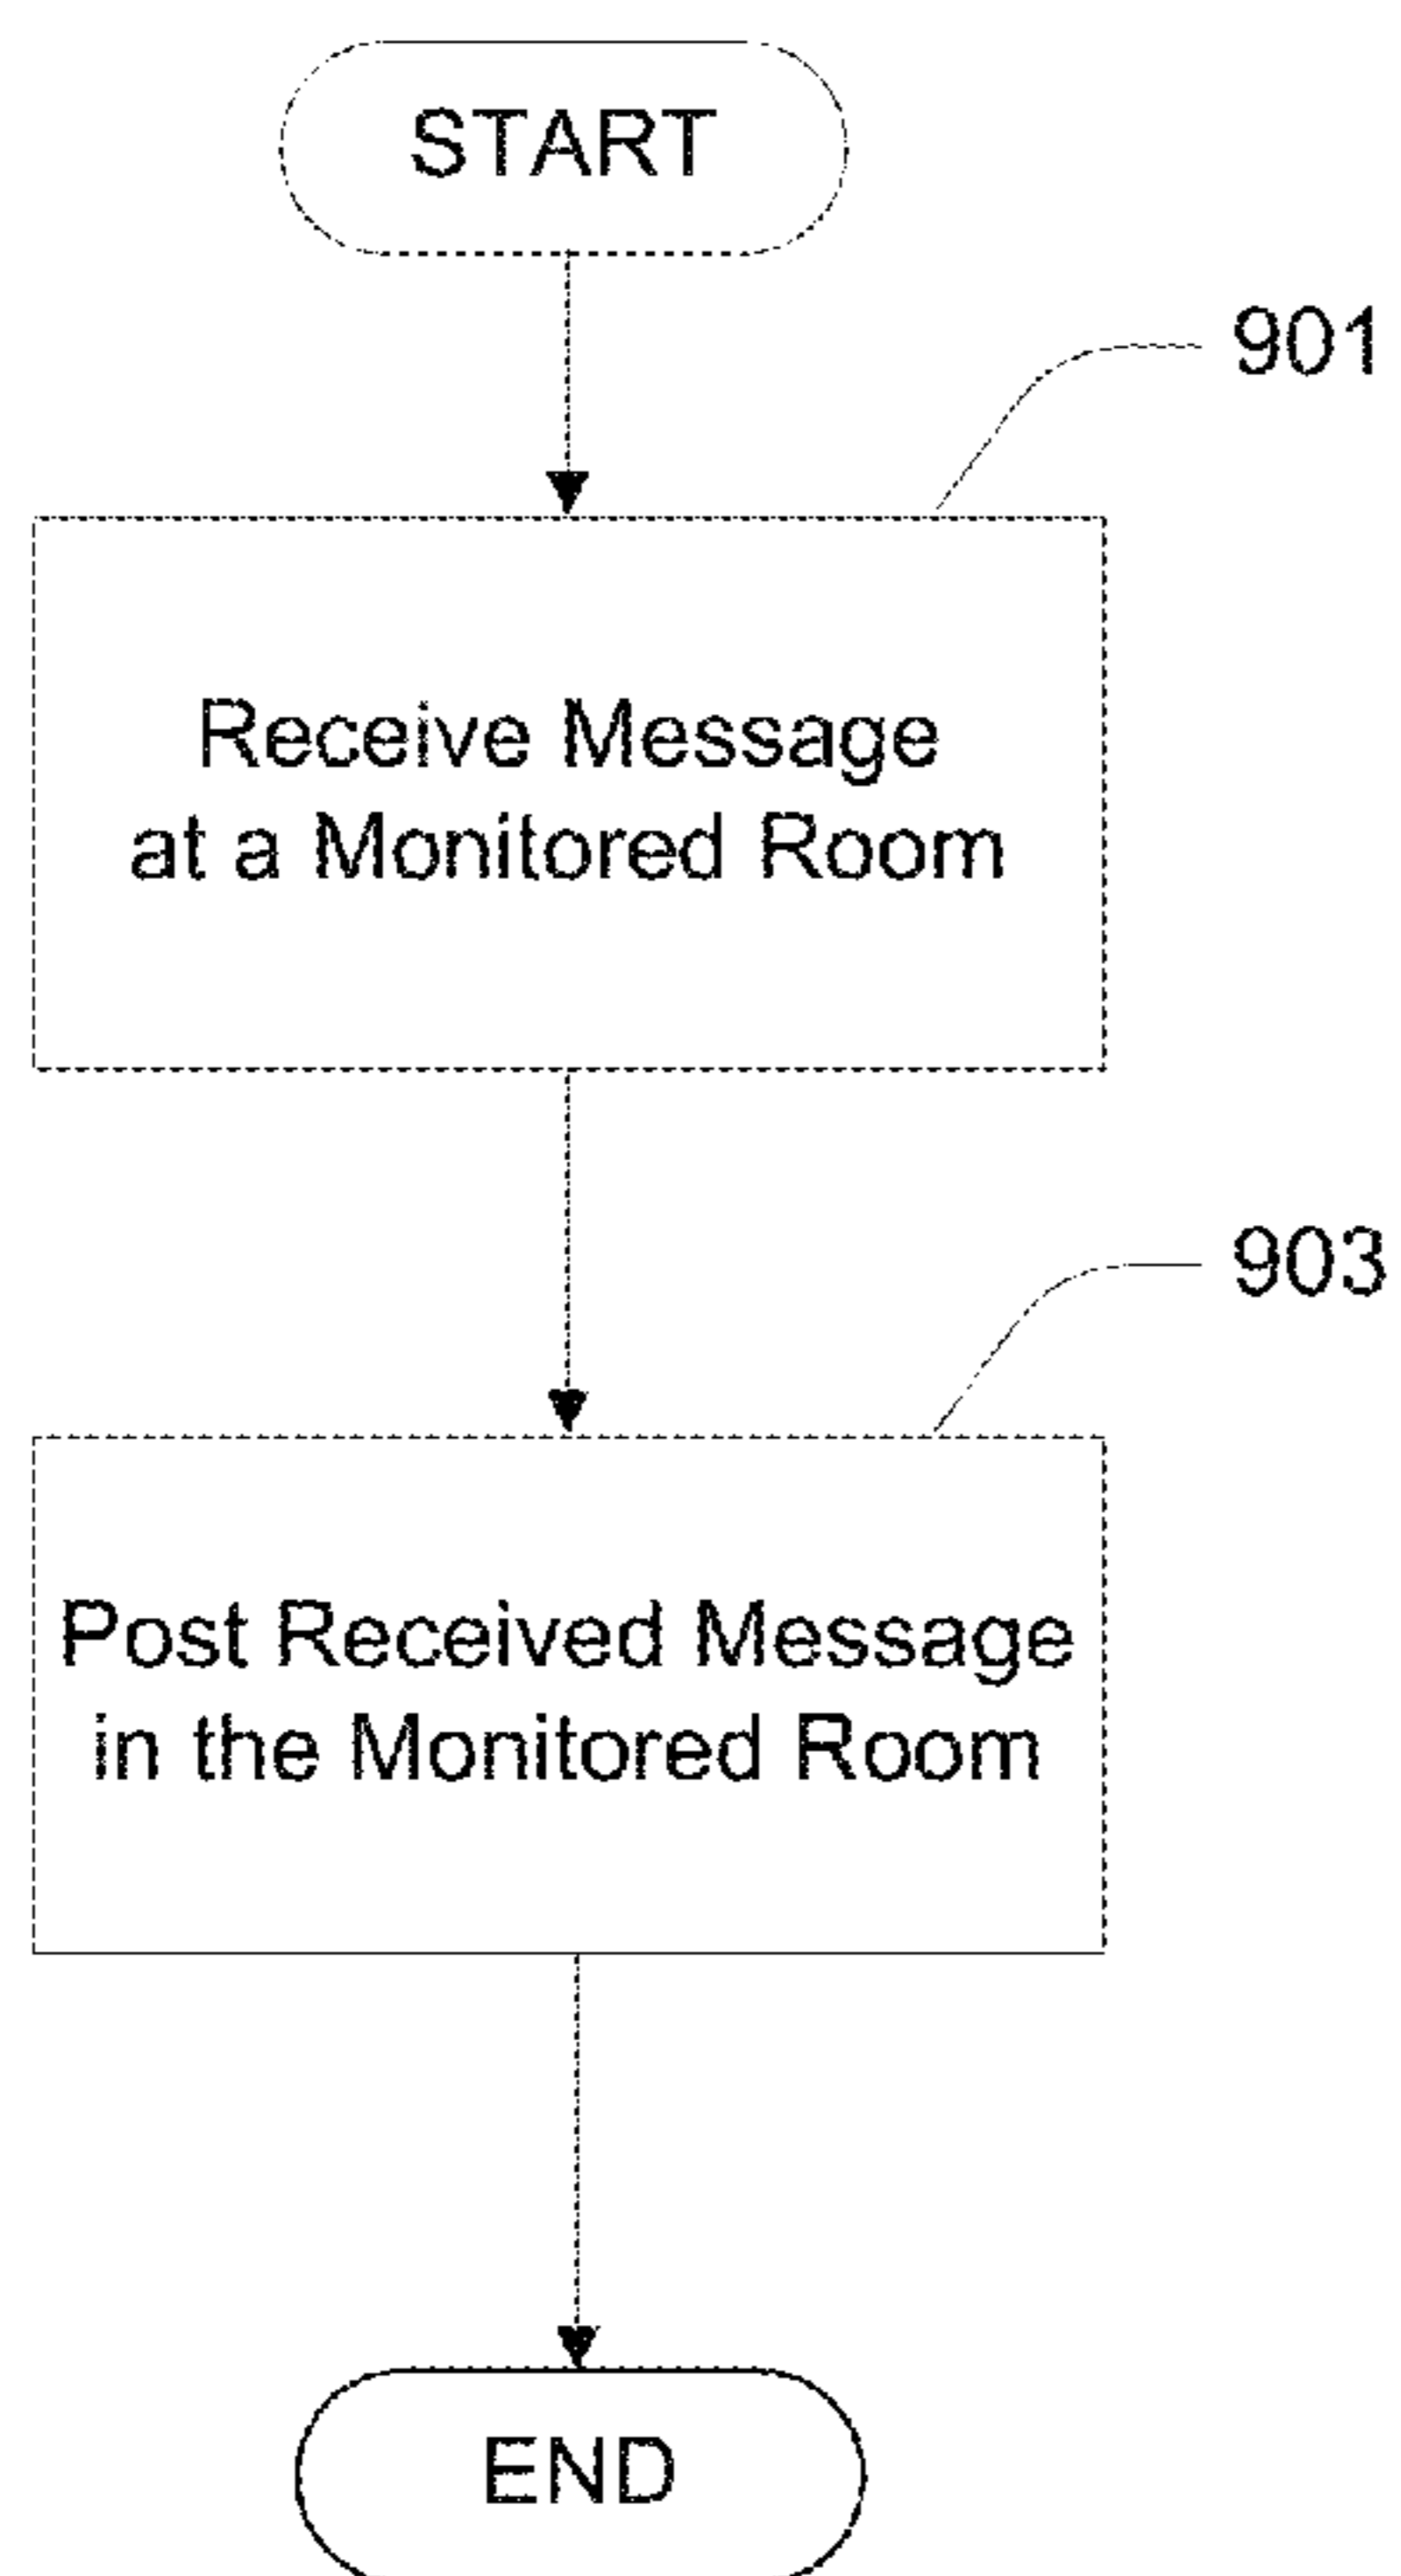 START
901
Receive Message
at a Monitored Room
903
Post Received Message
in the Monitored Room
END